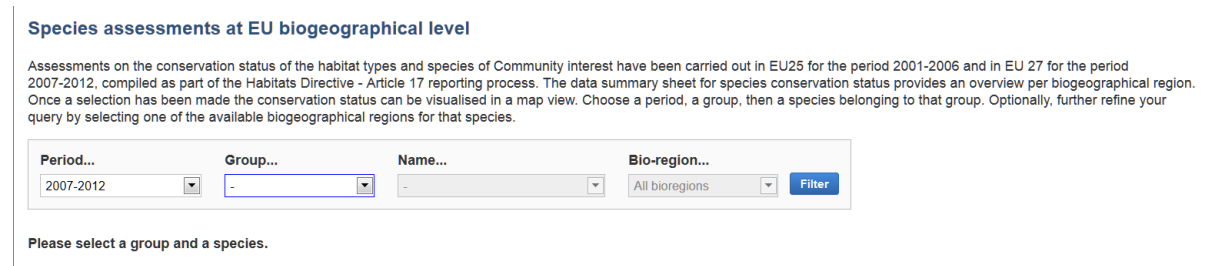 Species assessments at EU biogeographical level
Assessments on the conservation status of the habitat types and species of Community interest have been carried out in EU25 for the period 2001-2006 and in EU 27 for the period
2007-2012, compiled as part of the Habitats Directive - Article 17 reporting process. The data summary sheet for species conservation status provides an overview per biogeographical region.
Once a selection has been made the conservation status can be visualised in a map view. Choose a period, a group, then a species belonging to that group. Optionally, further refine your
query by selecting one of the available biogeographical regions for that species.
Period... Group... Name... Bio-region...
2007-2012 - - All bioregions Filter
Please select a group and a species.